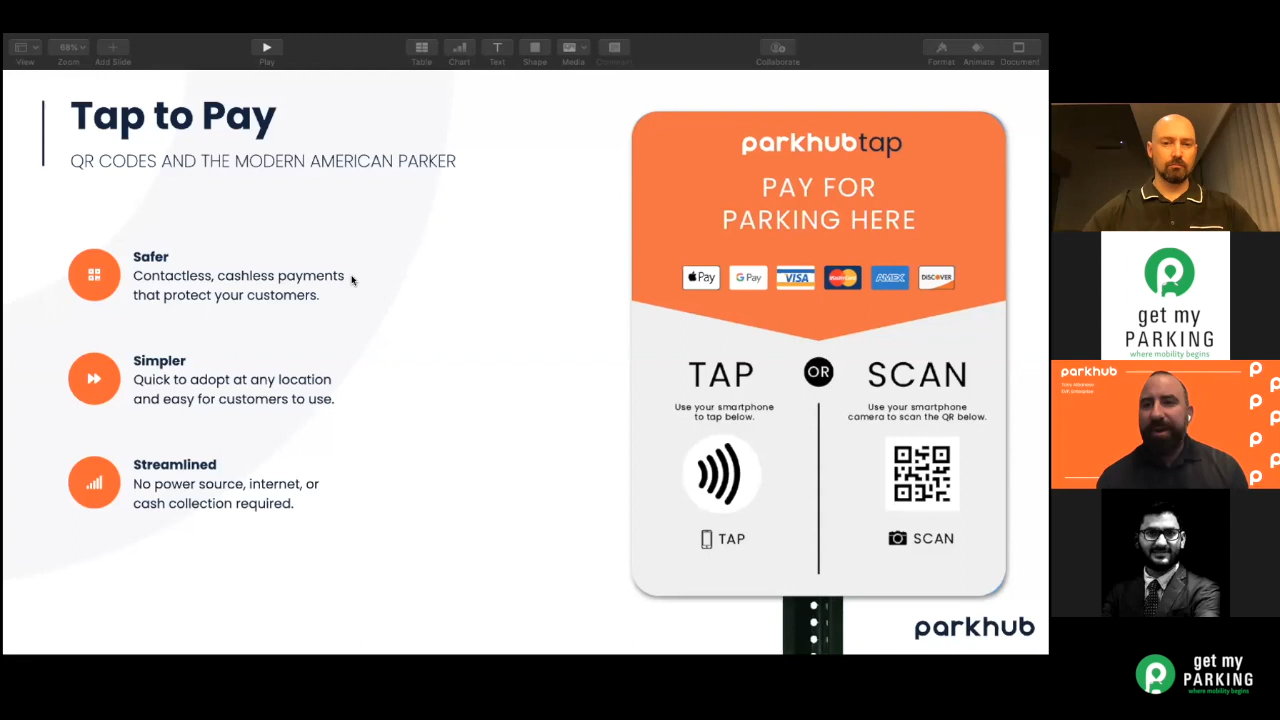 View
68%
Zoom
Add Slide
Play
Table
Chart
Text
Shape
Media
Comment
Collaborate
Format
Animate
Document
Tap to Pay
QR CODES AND THE MODERN AMERICAN PARKER
Safer
Contactless, cashless payments
that protect your customers.
Simpler
Quick to adopt at any location
and easy for customers to use.
Streamlined
No power source, internet, or
cash collection required.
parkhubtap
PAY FOR
PARKING HERE
Pay
G Pay
VISA
MasterCard
AMEX
DISCOVER
TAP
OR
SCAN
Use your smartphone
to tap below.
Use your smartphone
camera to scan the QR below.
TAP
SCAN
parkhub
get my
PARKING
where mobility begins
parkhub
get my
PARKING
where mobility begins